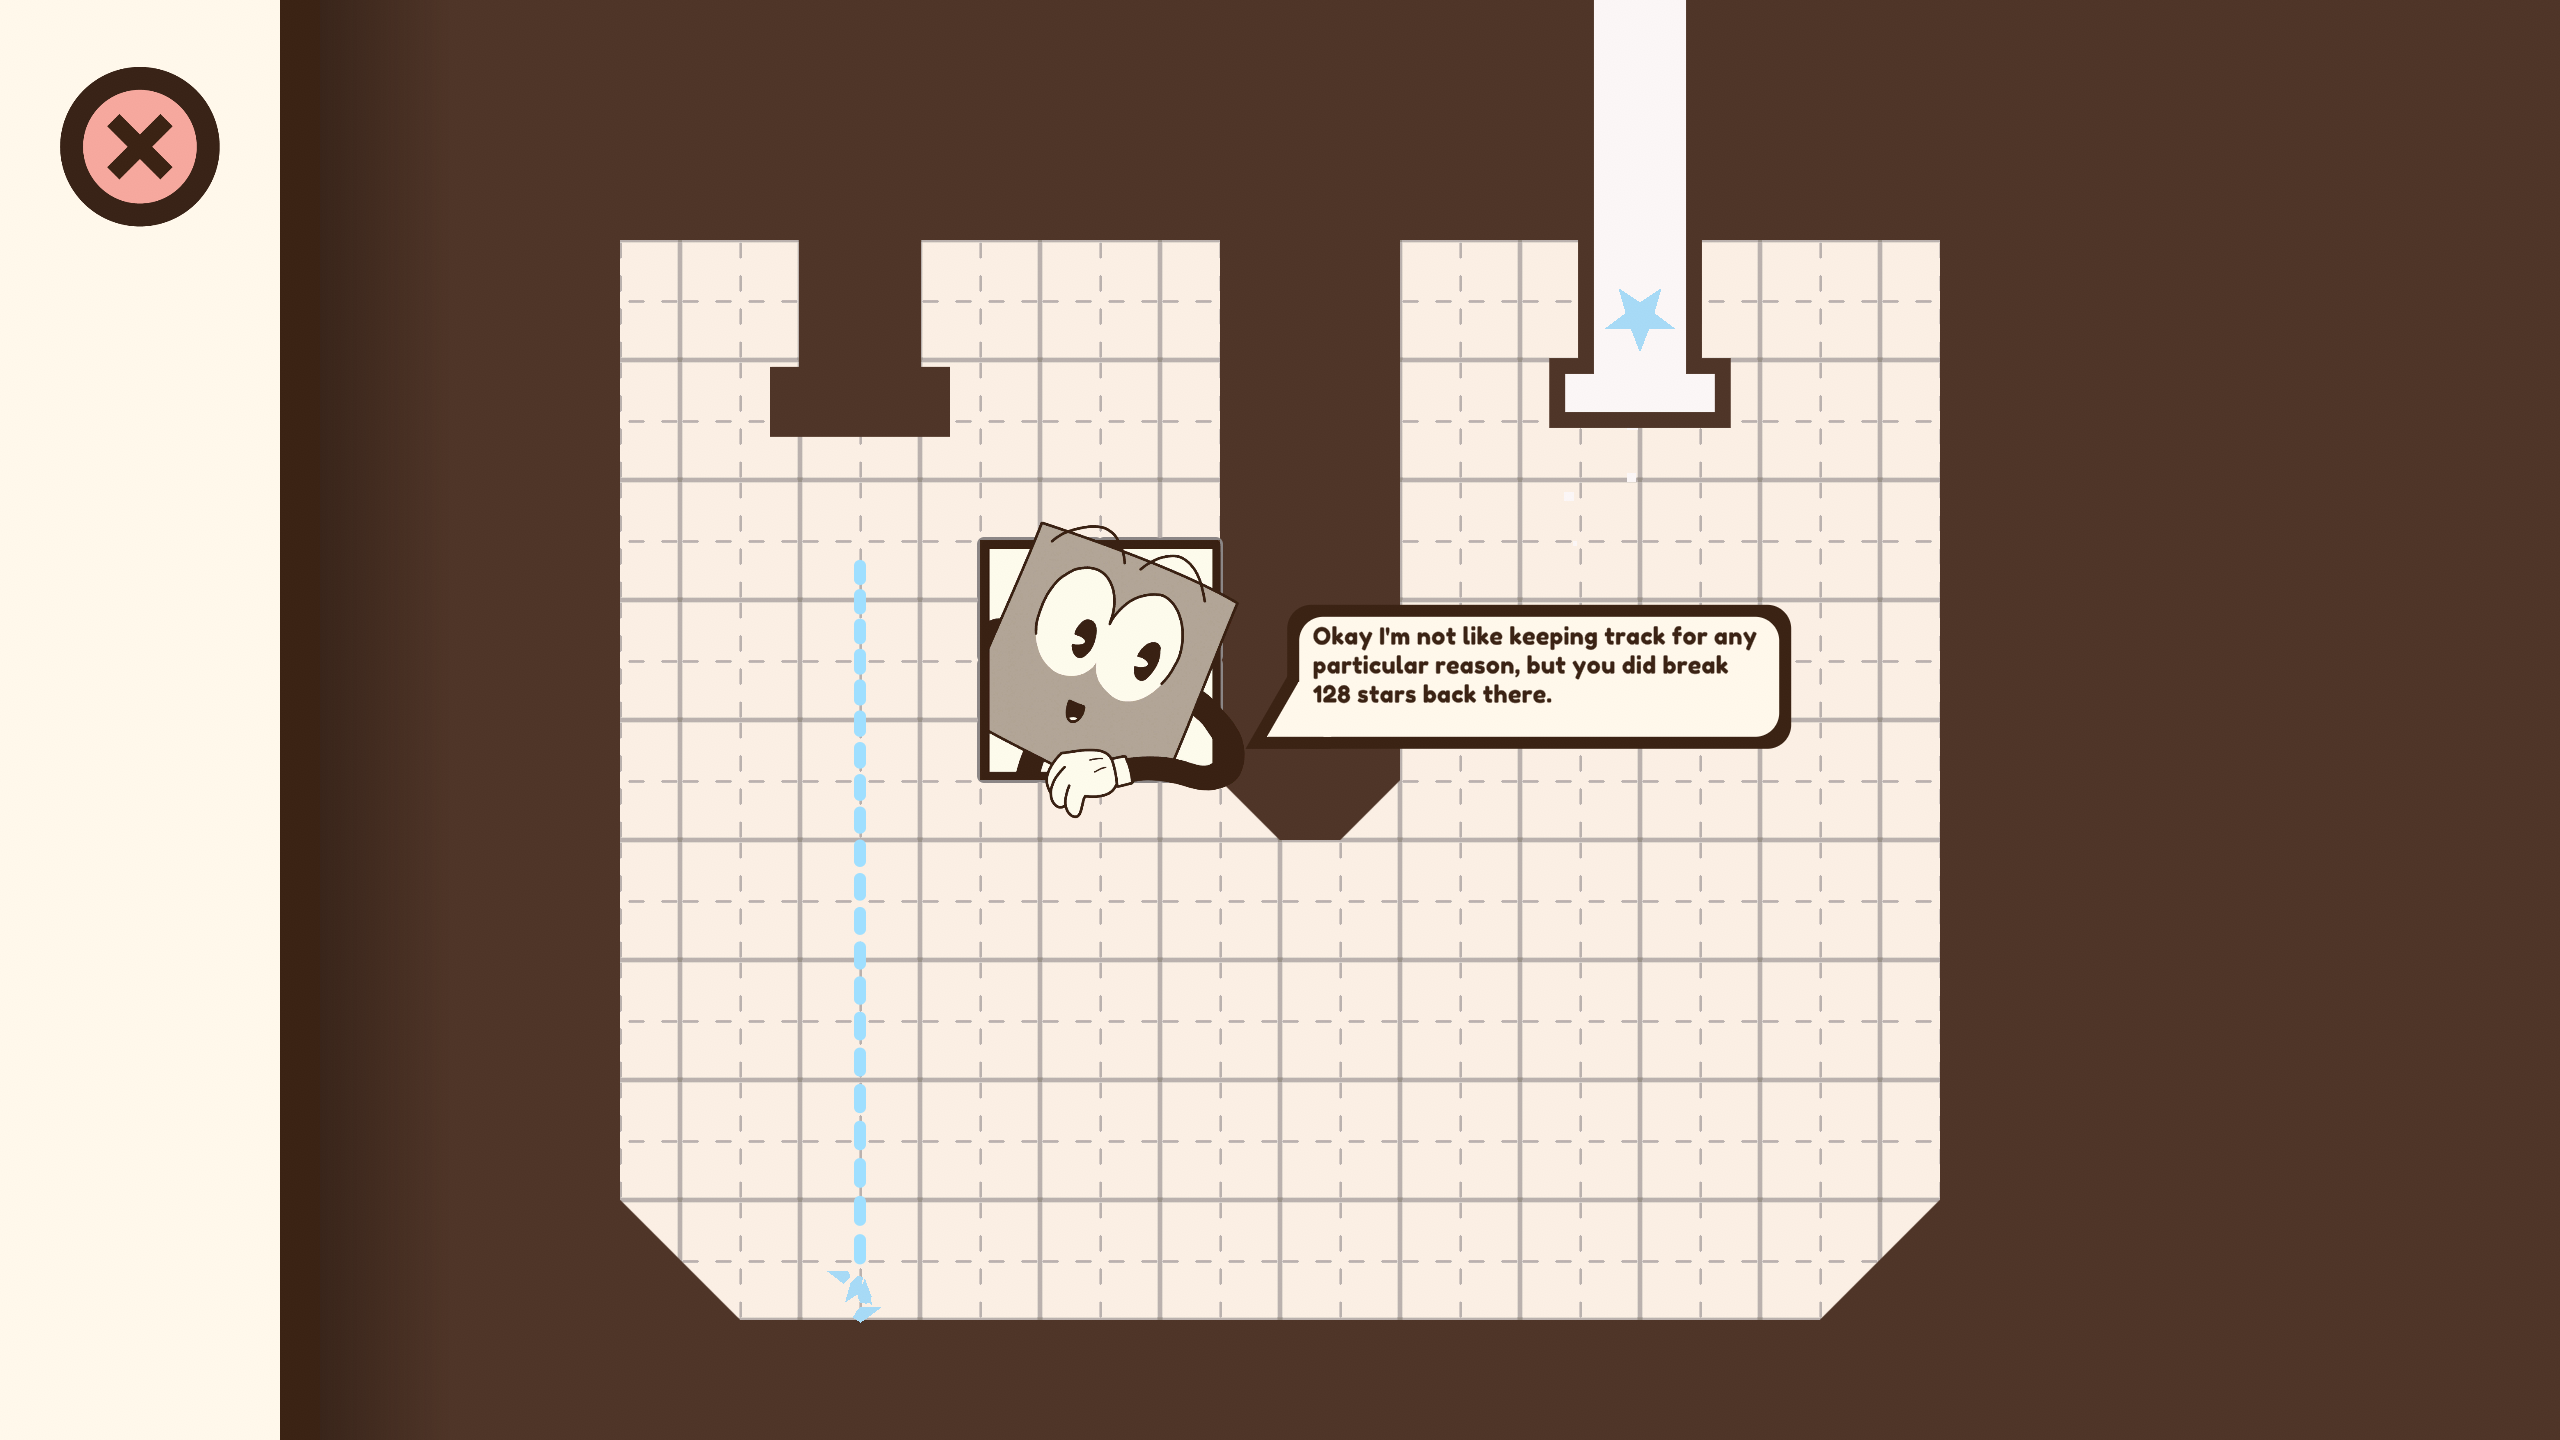 Okay I'm not like keeping track for any
particular reason, but you did break
128 stars back there.